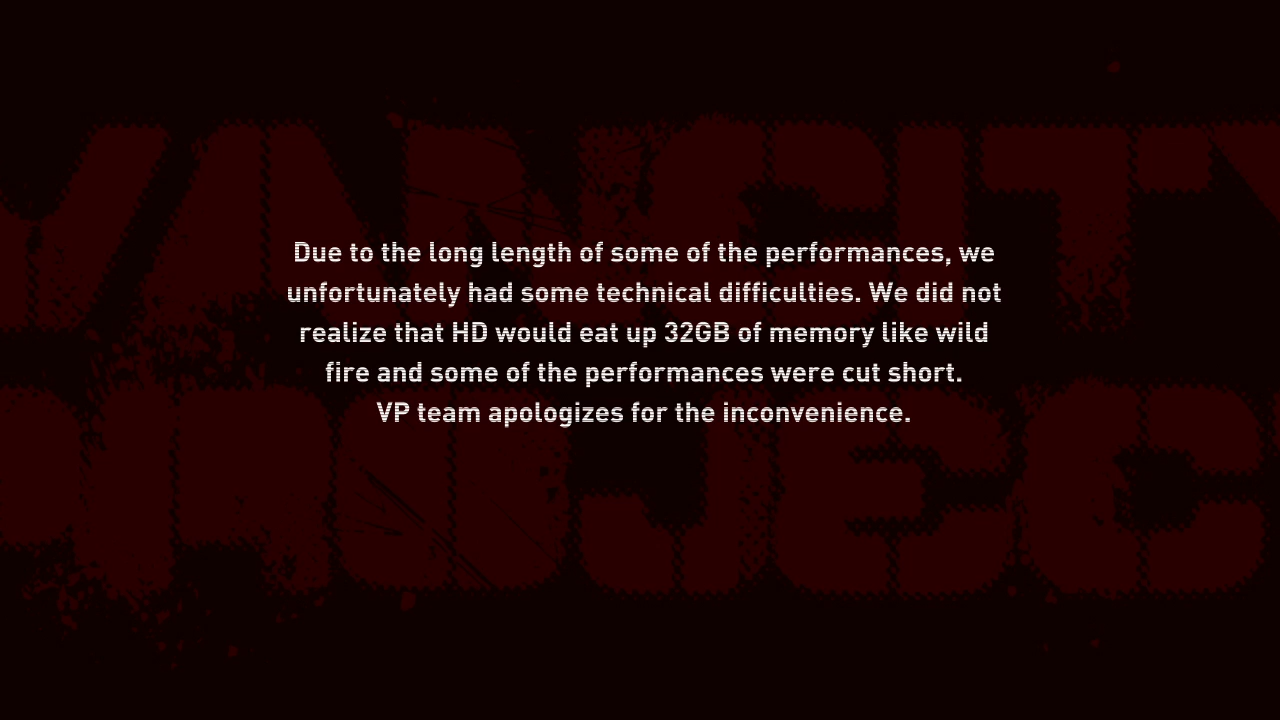 YANCITY
PROJEC
Due to the long length of some of the performances, we
unfortunately had some technical difficulties. We did not
realize that HD would eat up 32GB of memory like wild
fire and some of the performances were cut short.
VP team apologizes for the inconvenience.